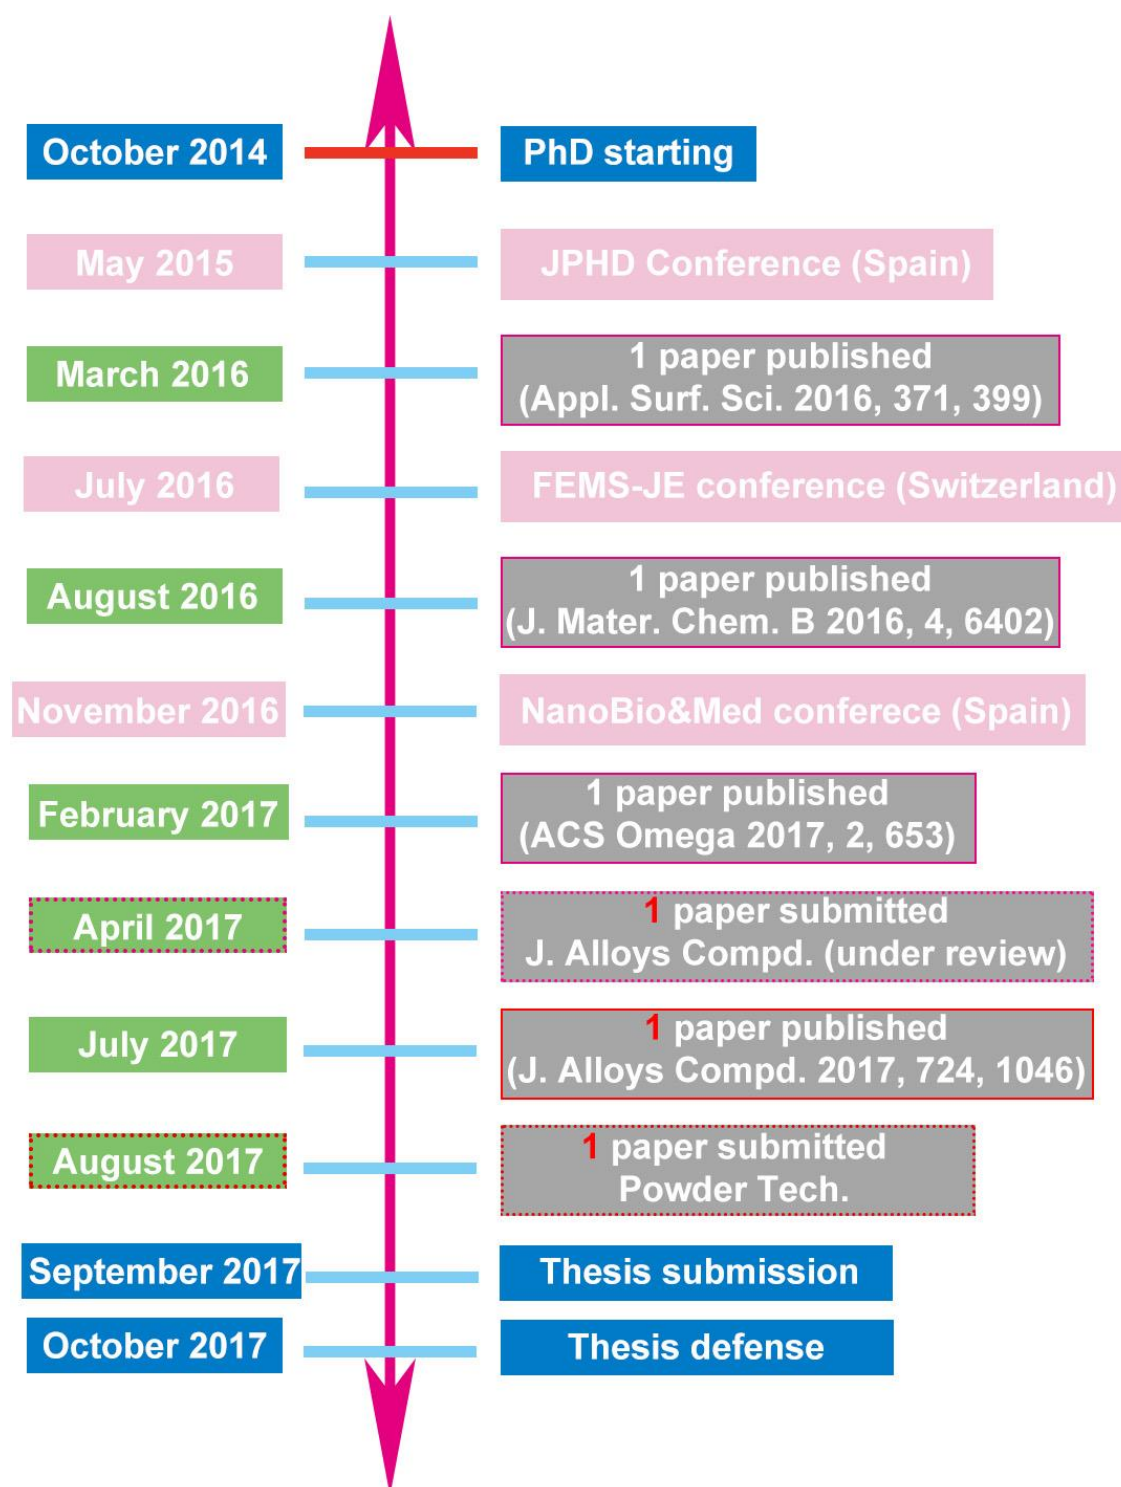 October 2014
PhD starting
May 2015
JPHD Conference (Spain)
March 2016
1 paper published
(Appl. Surf. Sci. 2016, 371, 399)
July 2016
FEMS-JE conference (Switzerland)
August 2016
1 paper published
(J. Mater. Chem. B 2016, 4, 6402)
November 2016
NanoBio&Med conferece (Spain)
February 2017
1 paper published
(ACS Omega 2017, 2, 653)
April 2017
1 paper submitted
J. Alloys Compd. (under review)
July 2017
1 paper published
(J. Alloys Compd. 2017, 724, 1046)
August 2017
1 paper submitted
Powder Tech.
September 2017
Thesis submission
October 2017
Thesis defense